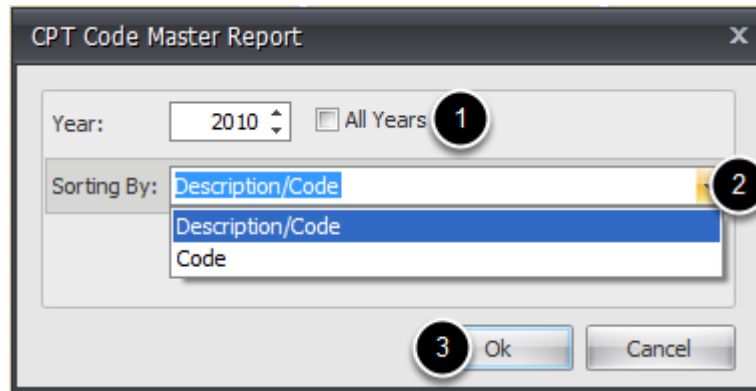 CPT Code Master Report x
Year: 2010 All Years 1
Sorting By: Description/Code 2
Description/Code
Code
3 Ok Cancel